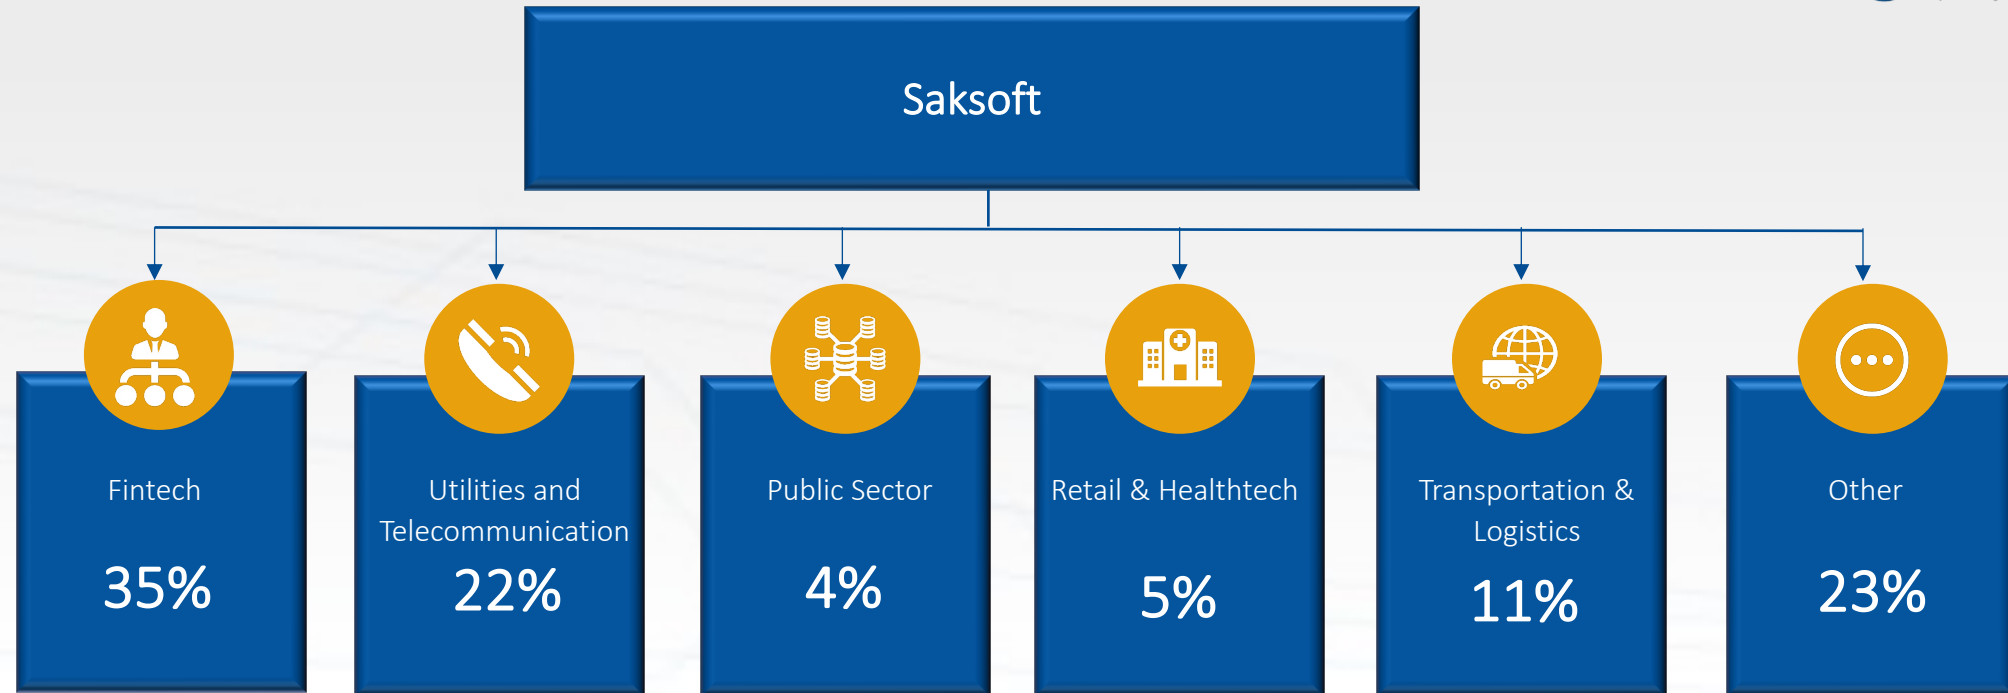 Saksoft
Fintech
35%
Utilities and
Telecommunication
22%
Public Sector
4%
Retail & Healthtech
5%
Transportation &
Logistics
11%
Other
23%